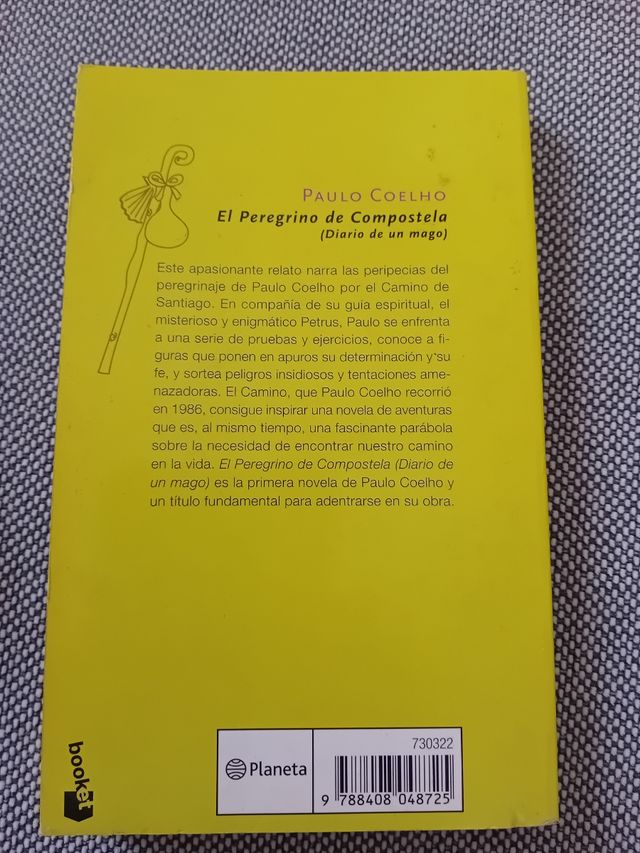 PAULO COELHO
El Peregrino de Compostela
(Diario de un mago)
Este apasionante relato narra las peripecias del
peregrinaje de Paulo Coelho por el Camino de
Santiago. En compañía de su guía espiritual, el
misterioso y enigmático Petrus, Paulo se enfrenta
a una serie de pruebas y ejercicios, conoce a fi-
guras que ponen en apuros su determinación y su
fe, y sortea peligros insidiosos y tentaciones ame-
nazadoras. El Camino, que Paulo Coelho recorrió
en 1986, consigue inspirar una novela de aventuras
que es, al mismo tiempo, una fascinante parábola
sobre la necesidad de encontrar nuestro camino
en la vida. El Peregrino de Compostela (Diario de
un mago) es la primera novela de Paulo Coelho y
un título fundamental para adentrarse en su obra.
booket
Planeta
730322
9 788408 048725